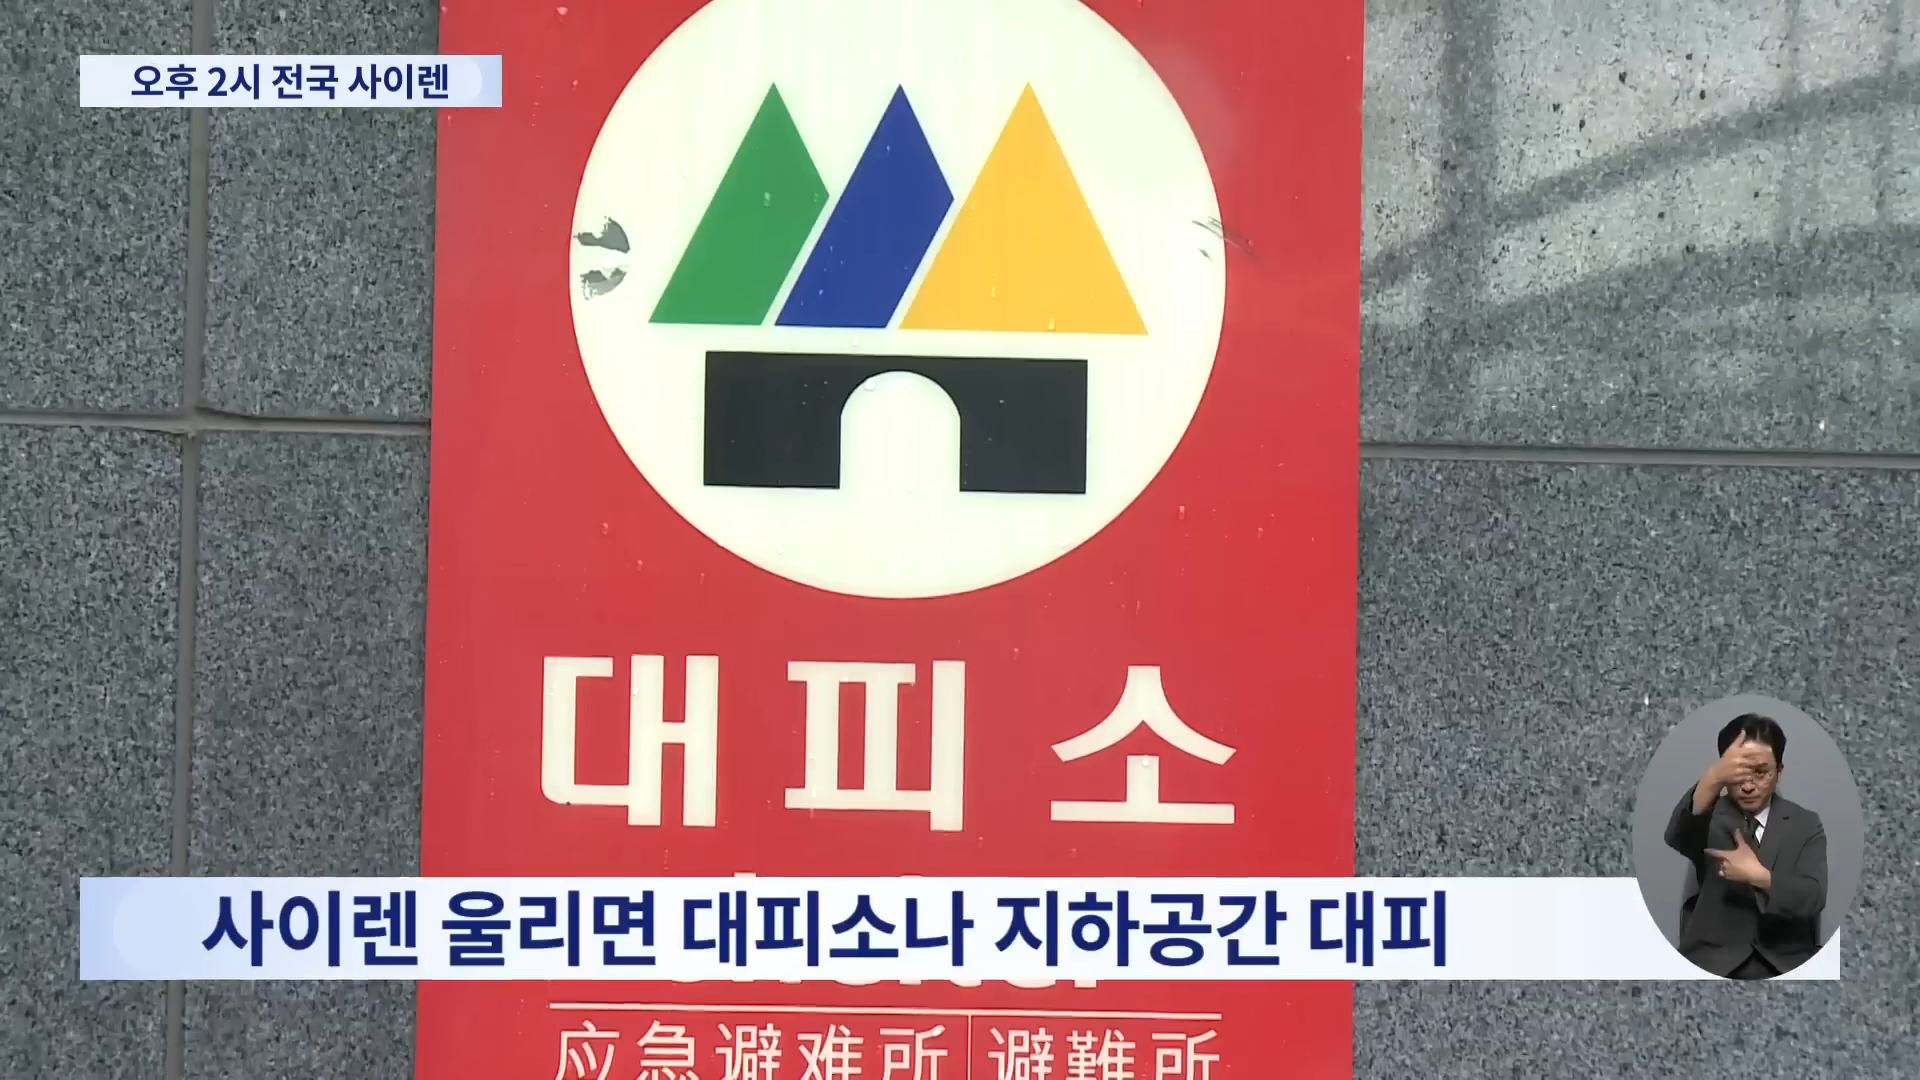 오후 2시 전국 사이렌
대피소
사이렌 울리면 대피소나 지하공간 대피
应急避难所 避難所